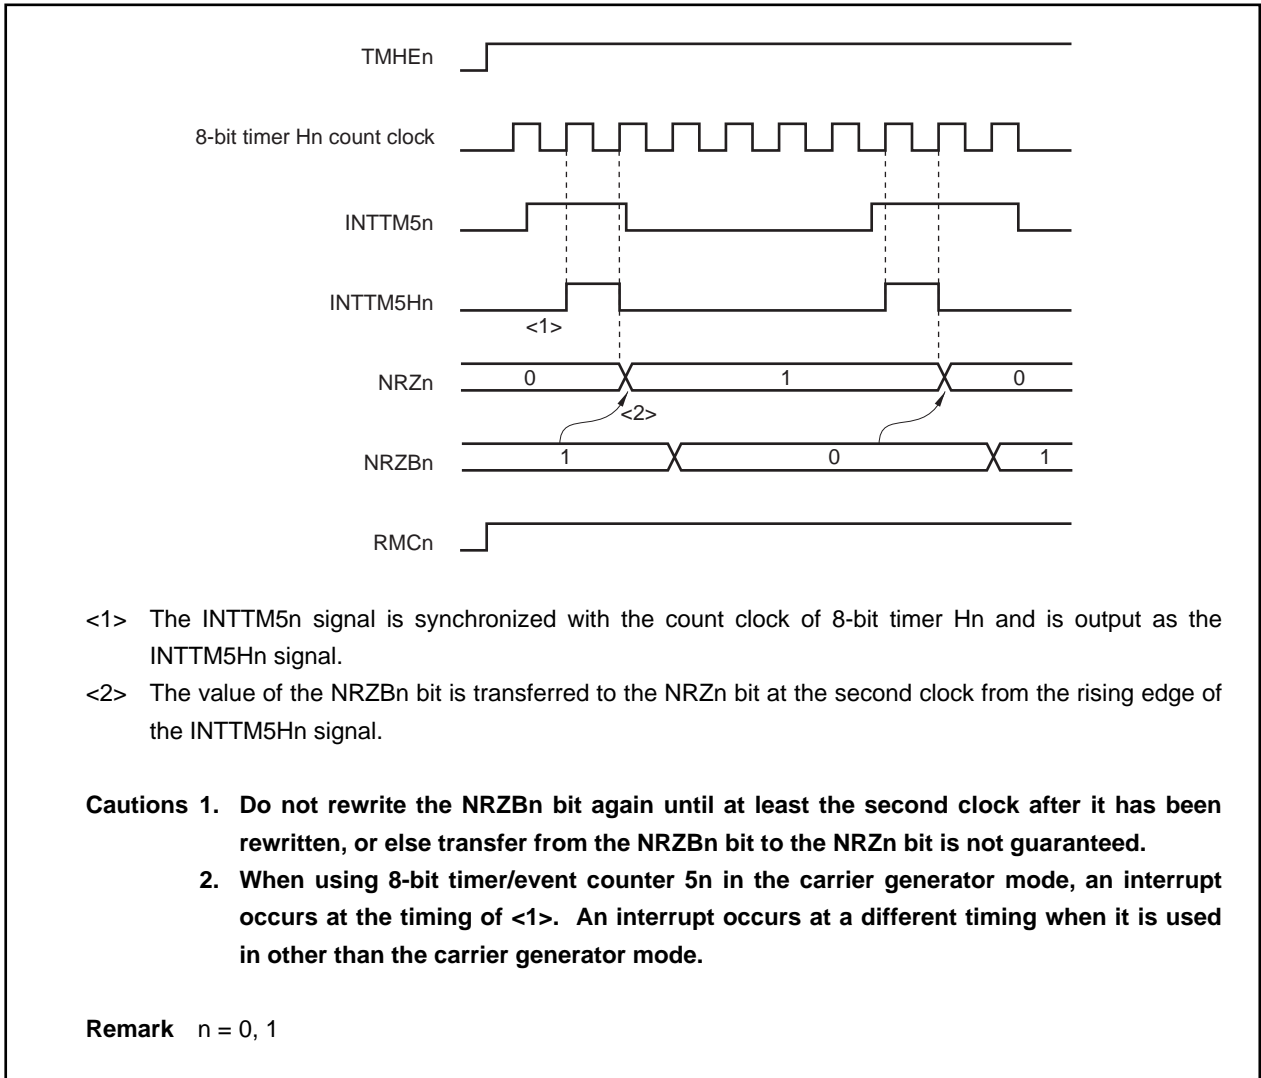 TMHEn
8-bit timer Hn count clock
INTTM5n
INTTM5Hn
<1>
NRZn 0 1 0
<2>
NRZBn 1 0 1
RMCn
<1> The INTTM5n signal is synchronized with the count clock of 8-bit timer Hn and is output as the
INTTM5Hn signal.
<2> The value of the NRZBn bit is transferred to the NRZn bit at the second clock from the rising edge of
the INTTM5Hn signal.
Cautions 1. Do not rewrite the NRZBn bit again until at least the second clock after it has been
rewritten, or else transfer from the NRZBn bit to the NRZn bit is not guaranteed.
2. When using 8-bit timer/event counter 5n in the carrier generator mode, an interrupt
occurs at the timing of <1>. An interrupt occurs at a different timing when it is used
in other than the carrier generator mode.
Remark n = 0, 1